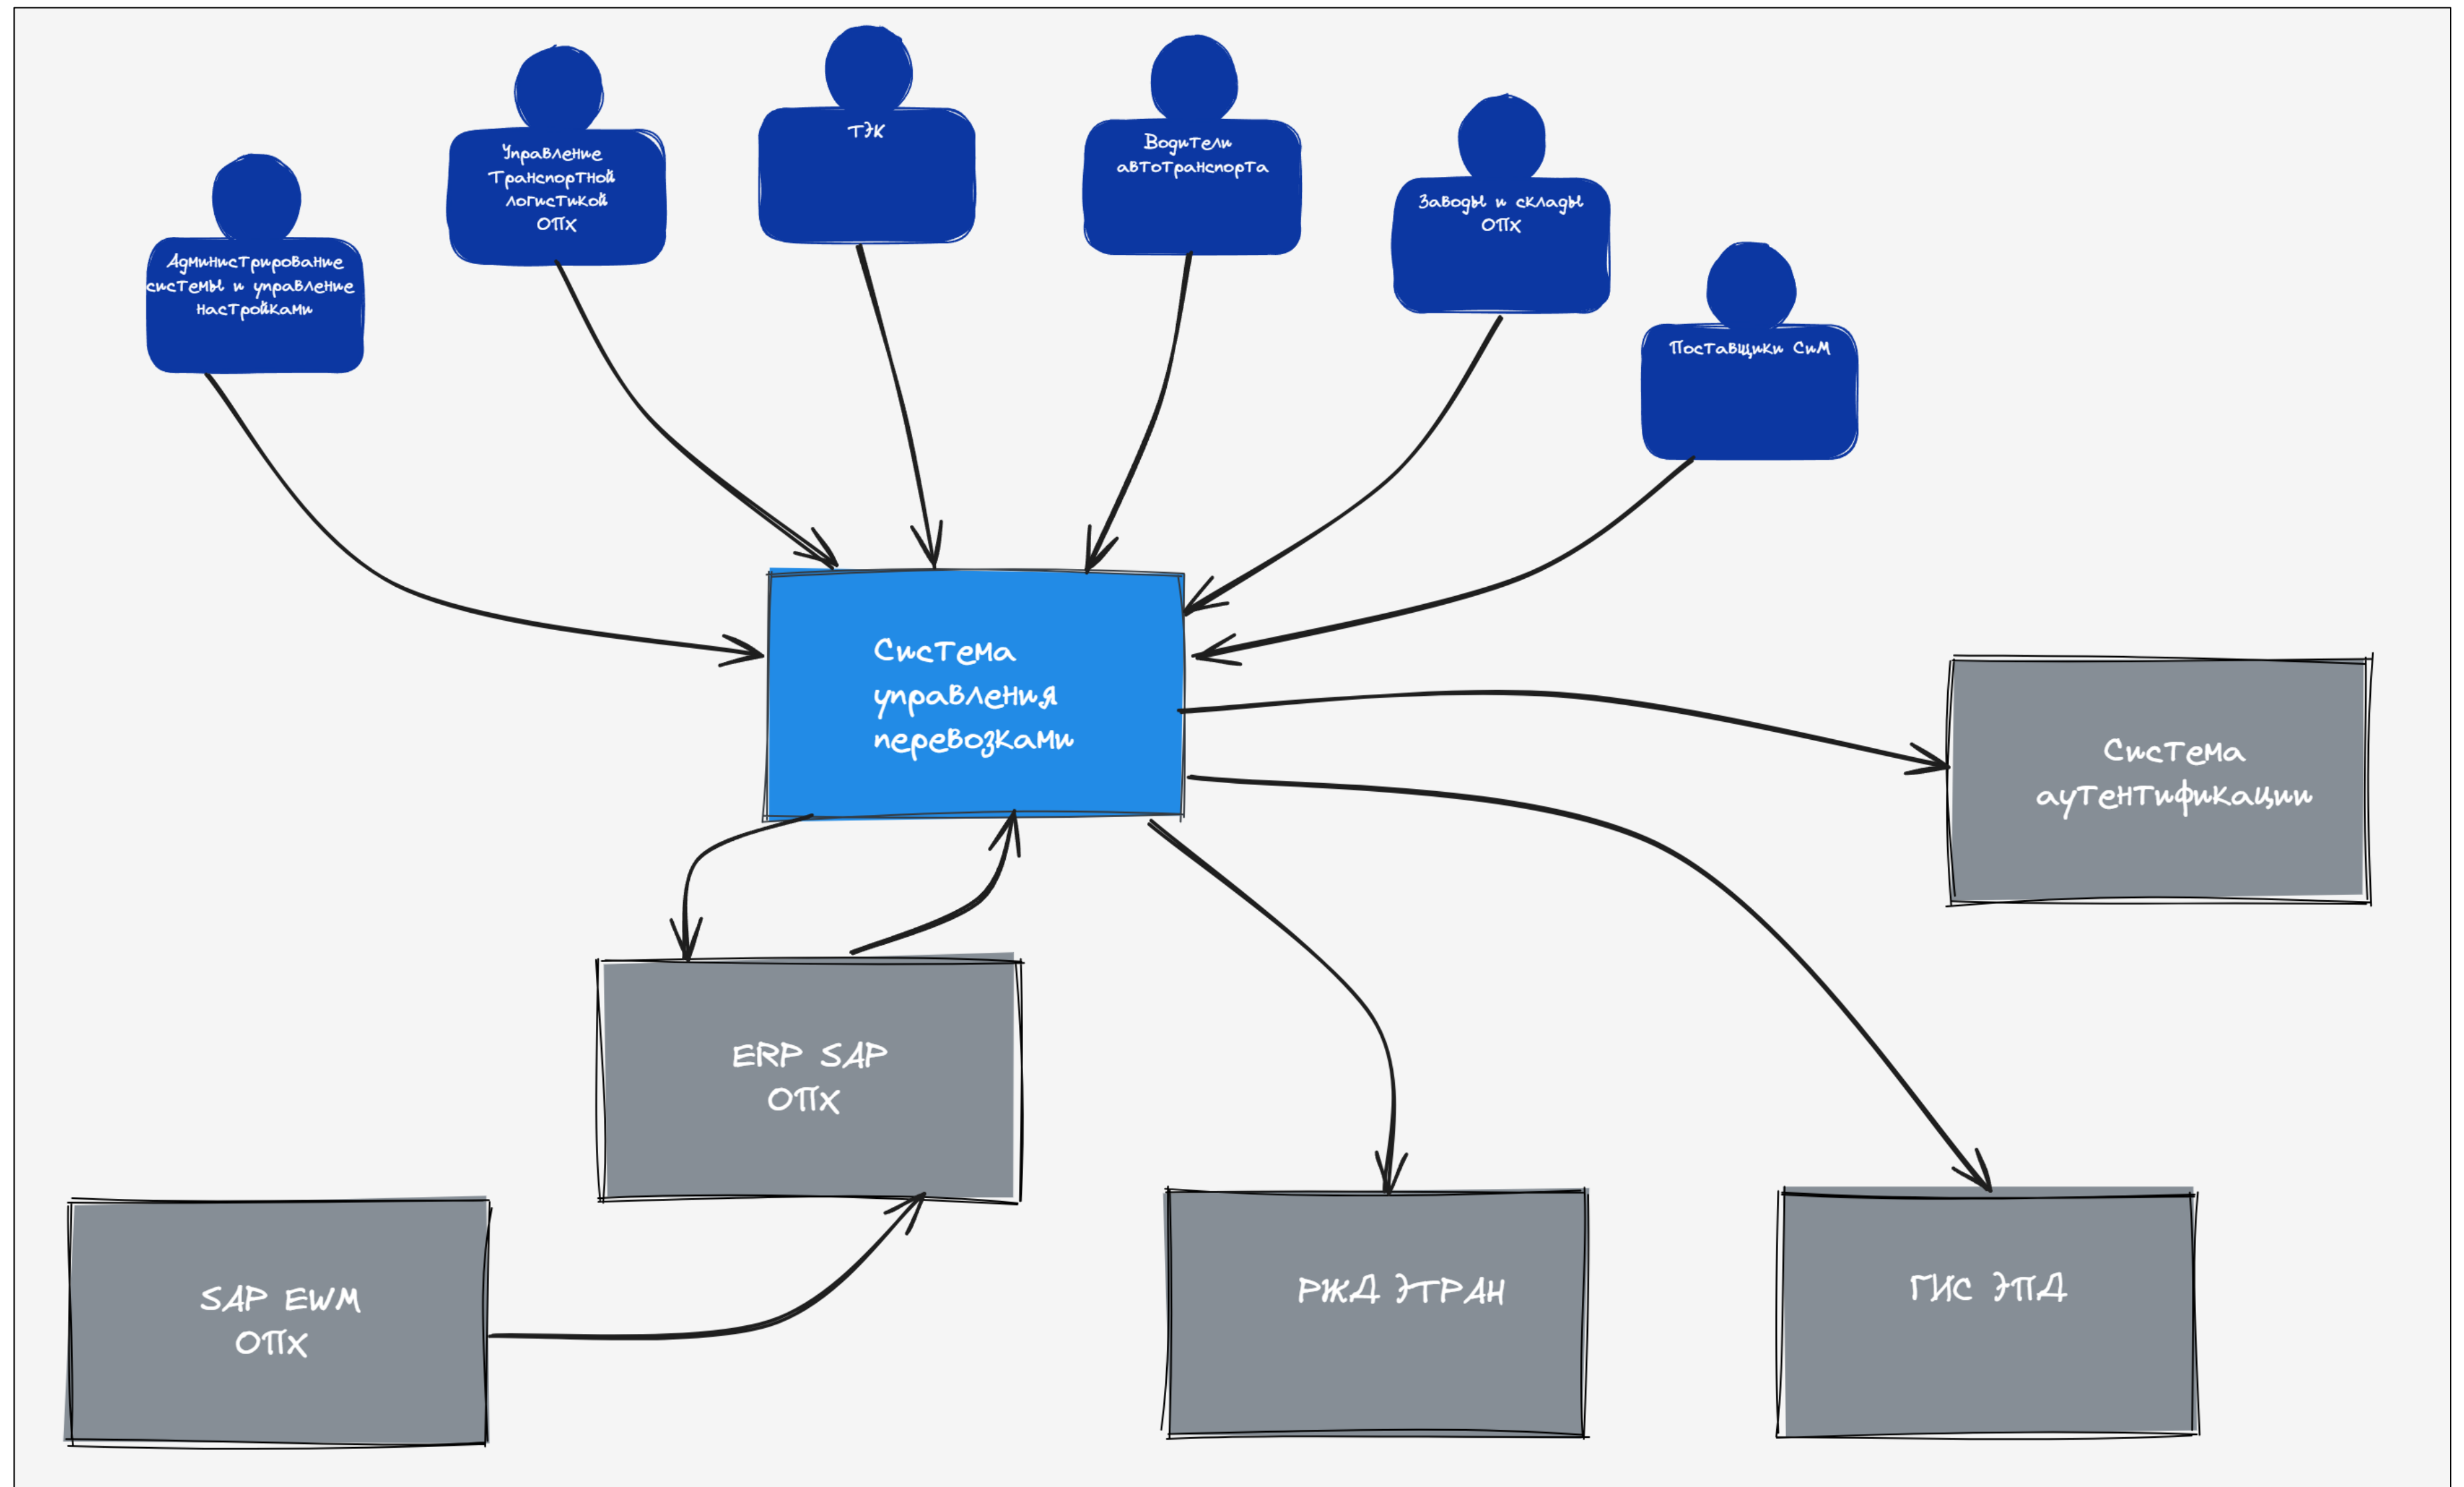 ТЭК
Водители
автотранспорта
Управление
Транспортной
логистикой
ОПХ
Заводы и склады
ОПХ
Администрирование
системы и управление
настройками
Поставщики СиМ
Система
управления
перевозками
Система
аутентификации
ERP SAP
ОПХ
SAP EWM
ОПХ
РЖД ЭТРАН
ГИС ЭПД